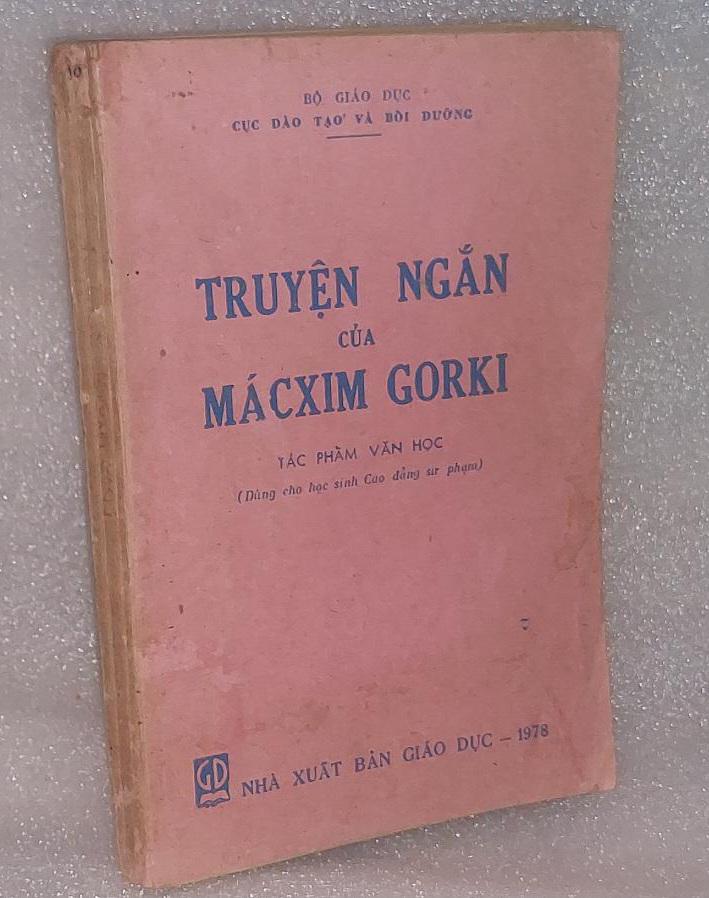 10
BỘ GIÁO DỤC
CỤC ĐÀO TẠO VÀ BỒI DƯỠNG
TRUYỆN NGẮN
CỦA
MÁCXIM GORKI
TÁC PHẨM VĂN HỌC
(Dùng cho học sinh Cao đẳng sư phạm)
GD
NHÀ XUẤT BẢN GIÁO DỤC – 1978